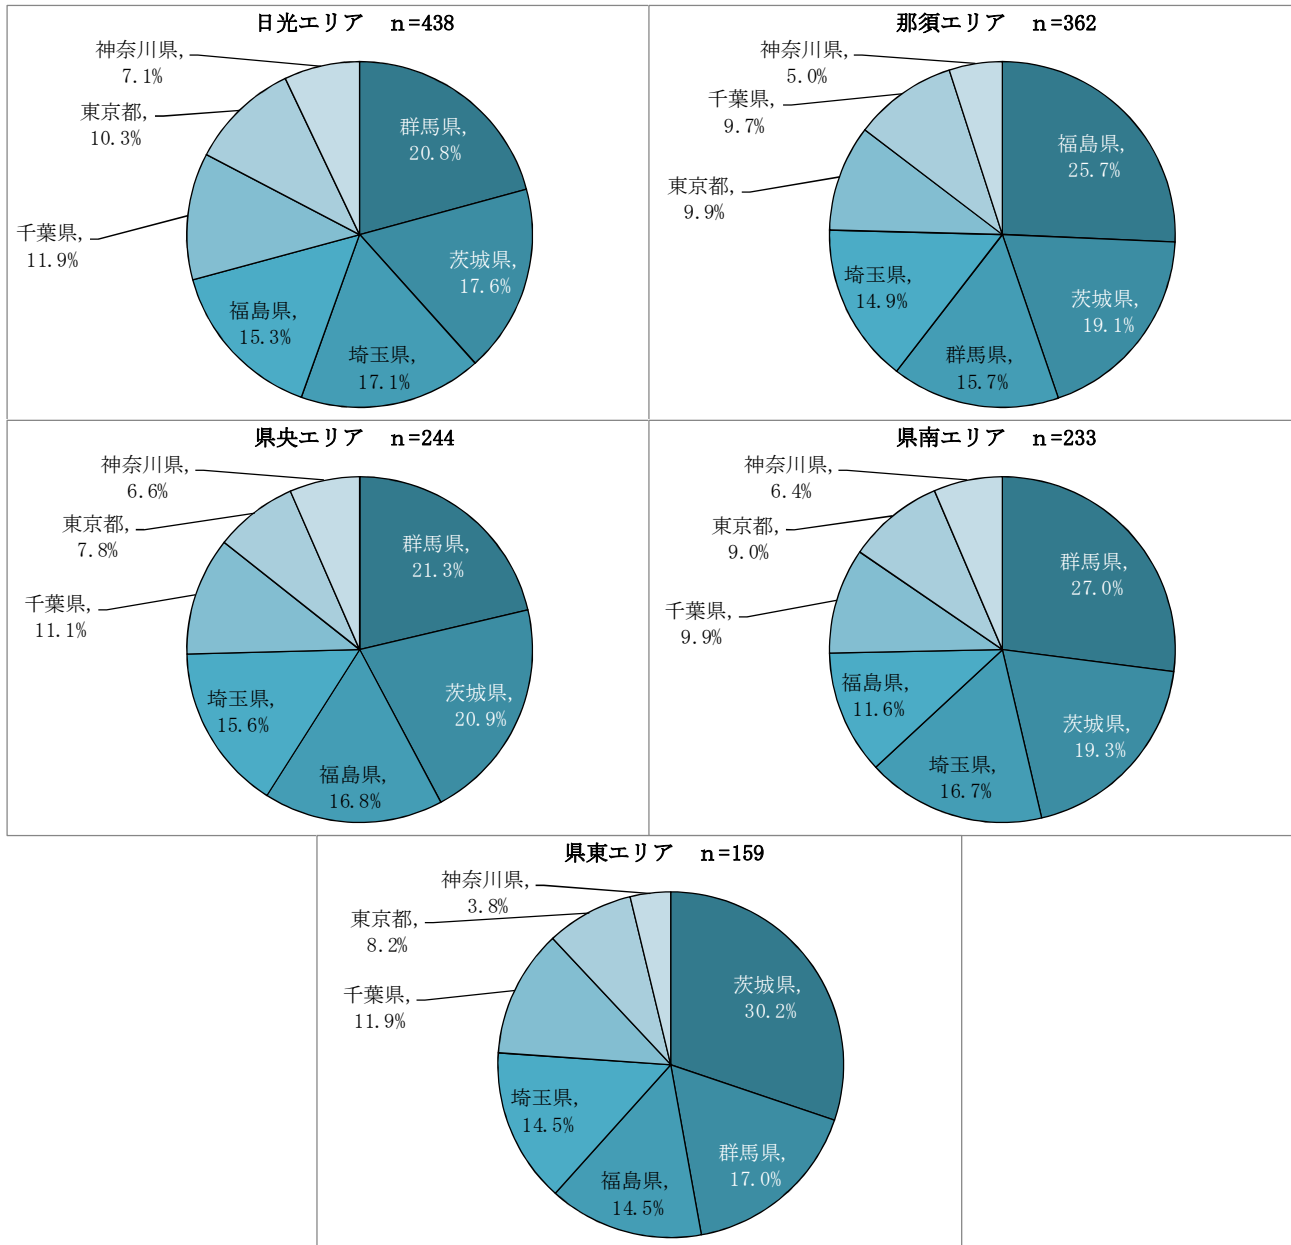 日光エリア n=438
神奈川県,
7.1%
東京都,
10.3%
千葉県,
11.9%
福島県,
15.3%
埼玉県,
17.1%
茨城県,
17.6%
群馬県,
20.8%
那須エリア n=362
神奈川県,
5.0%
千葉県,
9.7%
東京都,
9.9%
埼玉県,
14.9%
群馬県,
15.7%
茨城県,
19.1%
福島県,
25.7%
県央エリア n=244
神奈川県,
6.6%
東京都,
7.8%
千葉県,
11.1%
埼玉県,
15.6%
福島県,
16.8%
茨城県,
20.9%
群馬県,
21.3%
県南エリア n=233
神奈川県,
6.4%
東京都,
9.0%
千葉県,
9.9%
福島県,
11.6%
埼玉県,
16.7%
茨城県,
19.3%
群馬県,
27.0%
県東エリア n=159
神奈川県,
3.8%
東京都,
8.2%
千葉県,
11.9%
埼玉県,
14.5%
福島県,
14.5%
群馬県,
17.0%
茨城県,
30.2%